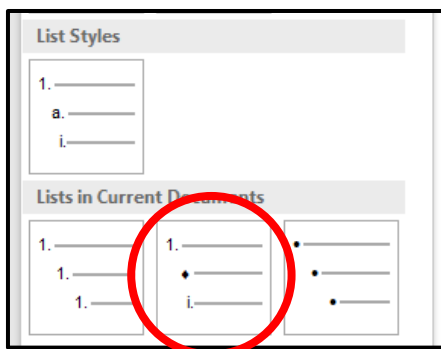 List Styles
1.
a.
i.
Lists in Current Documents
1. 1. •
1. ♦ •
1. i. •